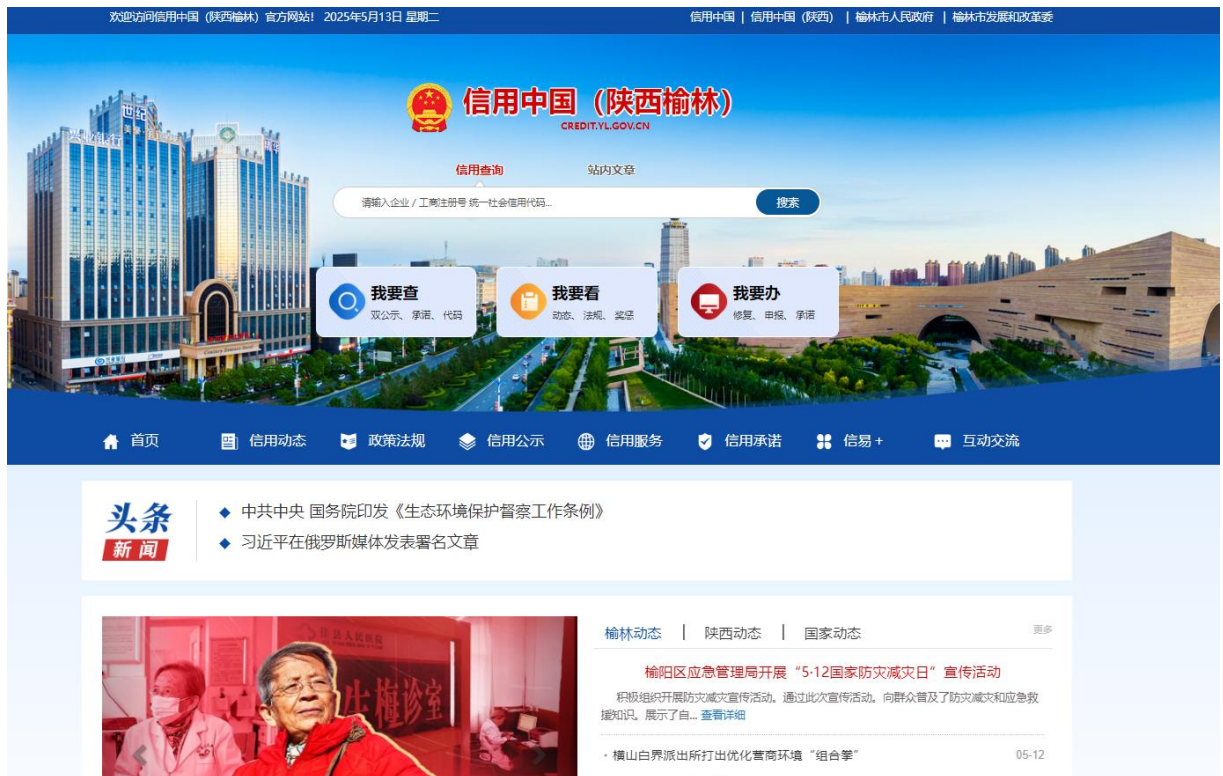 欢迎访问信用中国（陕西榆林）官方网站！ 2025年5月13日 星期二
信用中国 | 信用中国（陕西） | 榆林市人民政府 | 榆林市发展和改革委
信用中国（陕西榆林）
CREDIT.YL.GOV.CN
信用查询 站内文章
请输入企业 / 工商注册号 统一社会信用代码...
搜索
我要查
双公示、承诺、代码
我要看
动态、法规、奖惩
我要办
修复、申报、承诺
首页 信用动态 政策法规 信用公示 信用服务 信用承诺 信易+ 互动交流
头条
新闻
中共中央 国务院印发《生态环境保护督察工作条例》
习近平在俄罗斯媒体发表署名文章
榆林动态 | 陕西动态 | 国家动态 更多
榆阳区应急管理局开展“5·12国家防灾减灾日”宣传活动
积极组织开展防灾减灾宣传活动。通过此次宣传活动。向群众普及了防灾减灾和应急救
援知识。展示了自... 查看详细
· 横山白界派出所打出优化营商环境“组合拳” 05-12